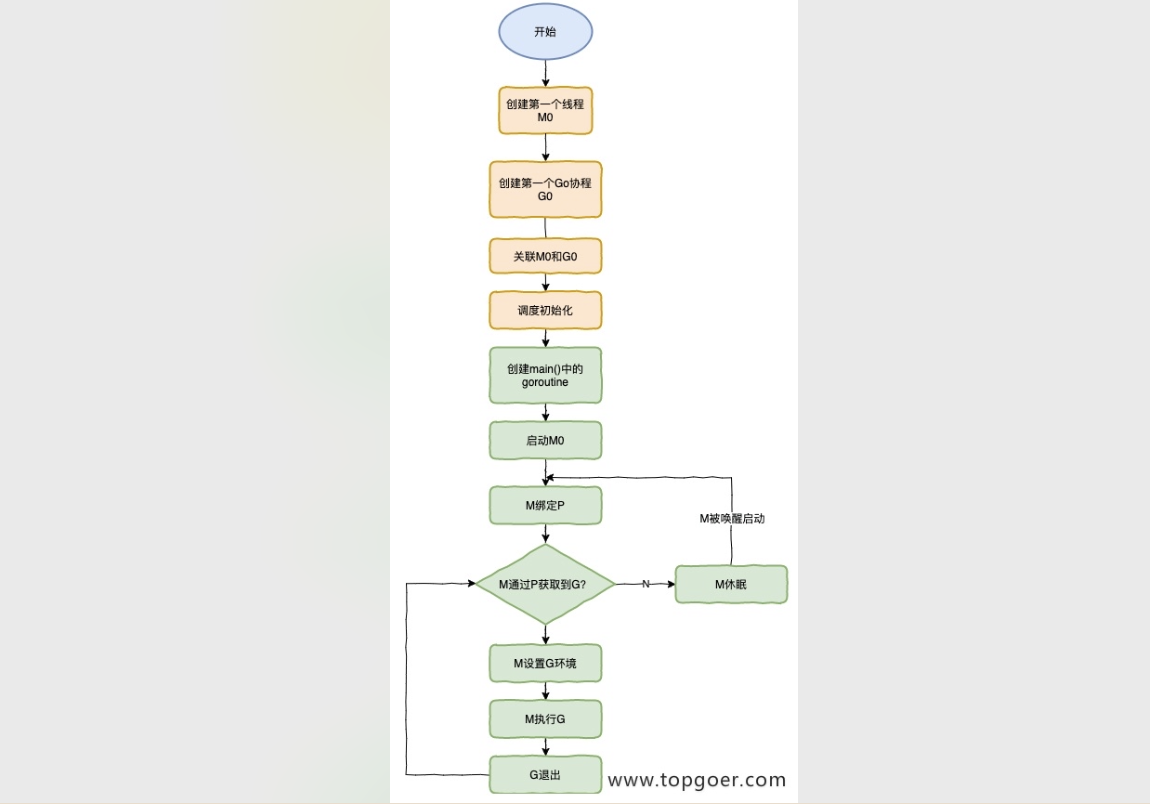 开始
创建第一个线程
M0
创建第一个Go协程
G0
关联M0和G0
调度初始化
创建main()中的
goroutine
启动M0
M绑定P
M被唤醒启动
M通过P获取到G?
N
M休眠
M设置G环境
M执行G
G退出
www.topgoer.com